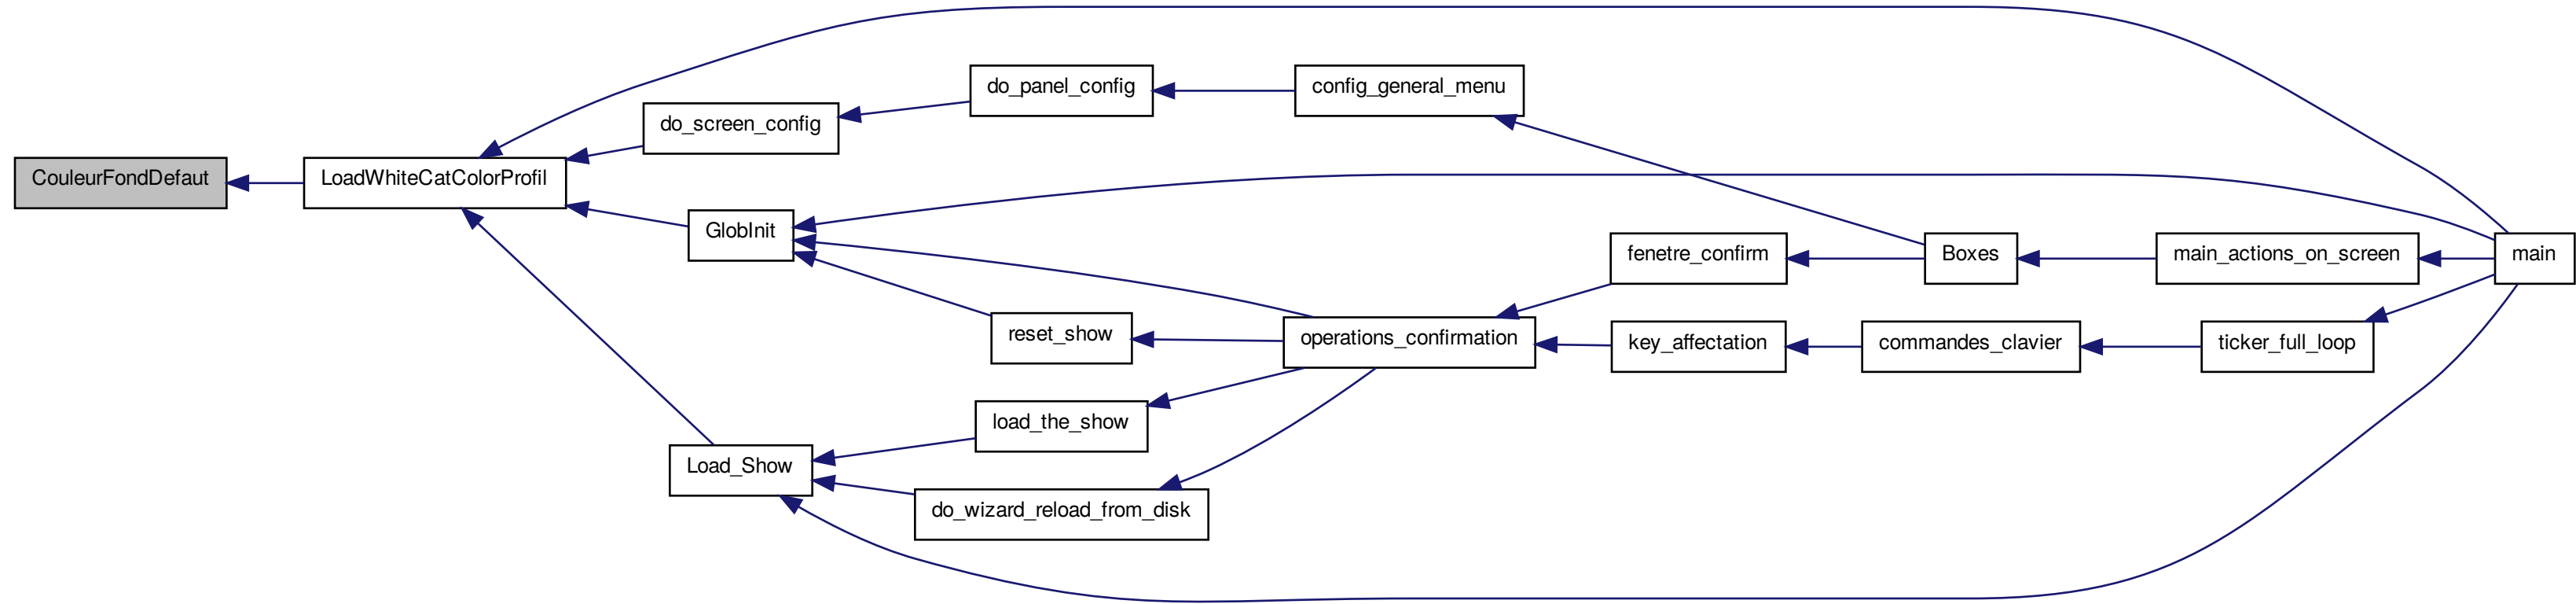 CouleurFondDefaut
LoadWhiteCatColorProfil
do_screen_config
do_panel_config
config_general_menu
GlobInit
reset_show
Load_Show
load_the_show
do_wizard_reload_from_disk
operations_confirmation
fenetre_confirm
key_affectation
Boxes
commandes_clavier
main_actions_on_screen
ticker_full_loop
main